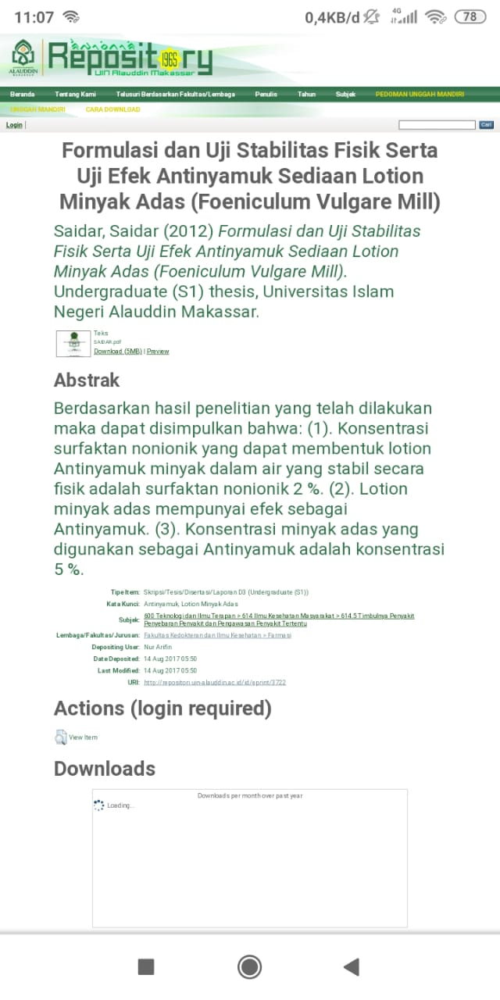 11:07 0,4KB/d 4G 78
ALAUDDIN
Repository
1965
UIN Alauddin Makassar
Beranda Tentang Kami Telusuri Berdasarkan Fakultas/Lembaga Penulis Tahun Subjek PEDOMAN UNGGAH MANDIRI
UNGGAH MANDIRI CARA DOWNLOAD
Login Cari
Formulasi dan Uji Stabilitas Fisik Serta
Uji Efek Antinyamuk Sediaan Lotion
Minyak Adas (Foeniculum Vulgare Mill)
Saidar, Saidar (2012) Formulasi dan Uji Stabilitas
Fisik Serta Uji Efek Antinyamuk Sediaan Lotion
Minyak Adas (Foeniculum Vulgare Mill).
Undergraduate (S1) thesis, Universitas Islam
Negeri Alauddin Makassar.
Teks
SAIDAR.pdf
Download (5MB) | Preview
Abstrak
Berdasarkan hasil penelitian yang telah dilakukan
maka dapat disimpulkan bahwa: (1). Konsentrasi
surfaktan nonionik yang dapat membentuk lotion
Antinyamuk minyak dalam air yang stabil secara
fisik adalah surfaktan nonionik 2 %. (2). Lotion
minyak adas mempunyai efek sebagai
Antinyamuk. (3). Konsentrasi minyak adas yang
digunakan sebagai Antinyamuk adalah konsentrasi
5 %.
Tipe Item: Skripsi/Tesis/Disertasi/Laporan D3 (Undergraduate (S1))
Kata Kunci: Antinyamuk, Lotion Minyak Adas
Subjek: 600 Teknologi dan Ilmu Terapan > 614 Ilmu Kesehatan Masyarakat > 614.5 Timbulnya Penyakit
Penyebaran Penyakit dan Pengawasan Penyakit Tertentu
Lembaga/Fakultas/Jurusan: Fakultas Kedokteran dan Ilmu Kesehatan > Farmasi
Depositing User: Nur Arifin
Date Deposited: 14 Aug 2017 05:50
Last Modified: 14 Aug 2017 05:50
URI: http://repositori.uin-alauddin.ac.id/id/eprint/3722
Actions (login required)
View Item
Downloads
Downloads per month over past year
Loading...